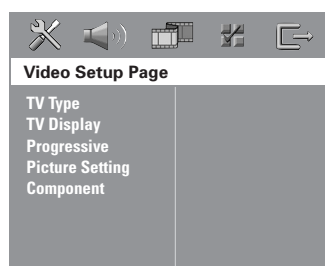 Video Setup Page
TV Type
TV Display
Progressive
Picture Setting
Component